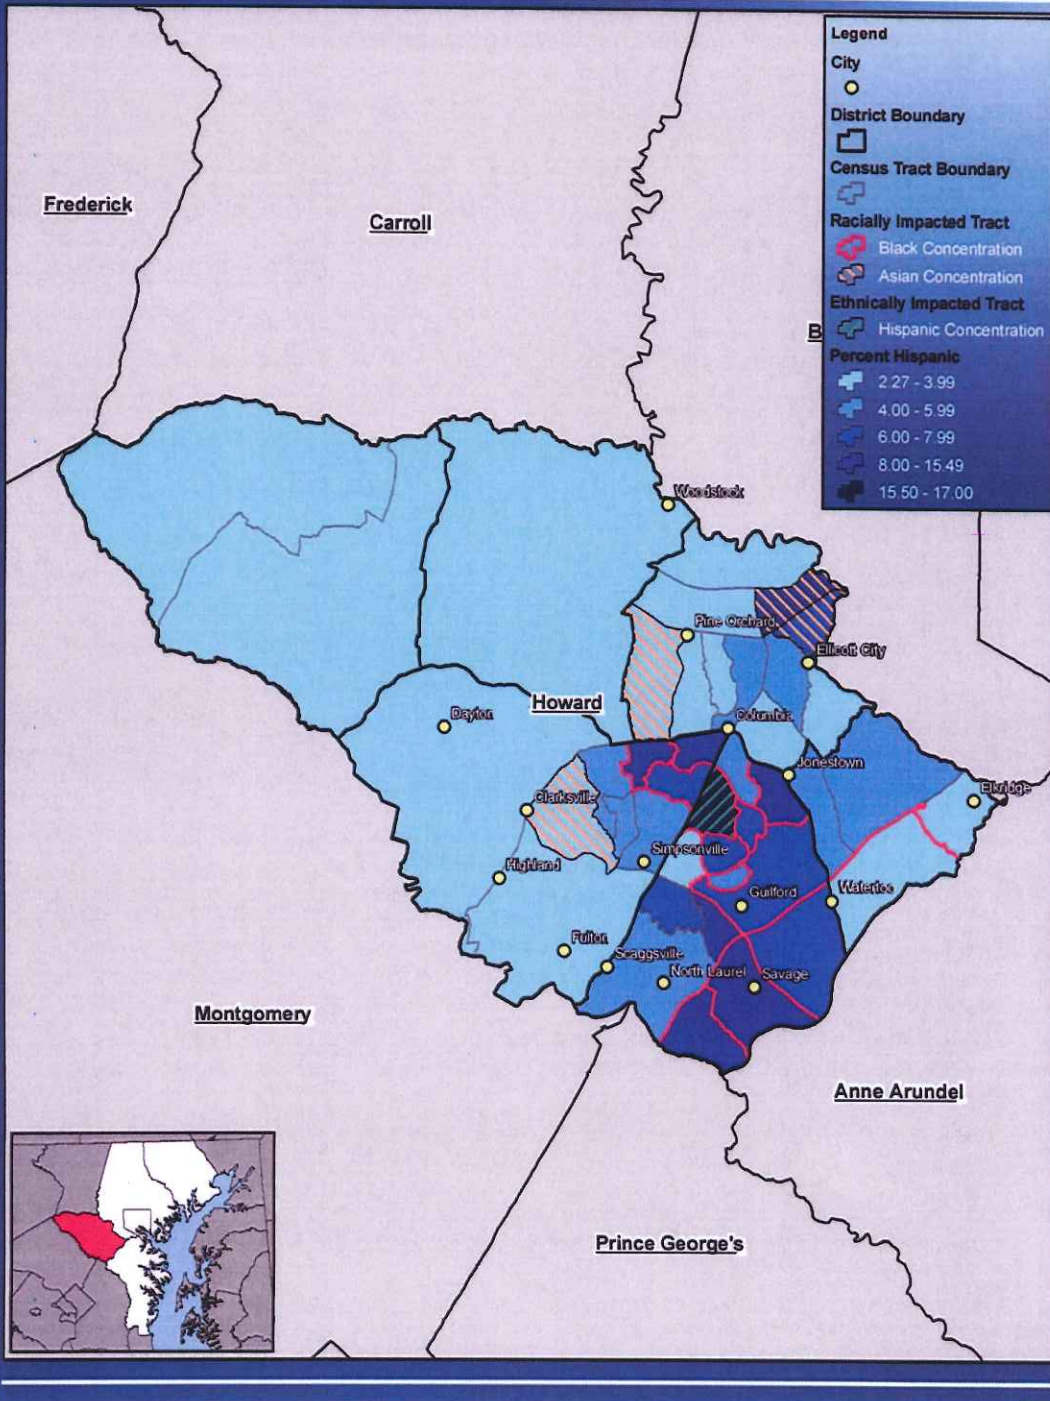 Legend
City
District Boundary
Census Tract Boundary
Racially Impacted Tract
Black Concentration
Asian Concentration
Ethnically Impacted Tract
Hispanic Concentration
Percent Hispanic
2.27 - 3.99
4.00 - 5.99
6.00 - 7.99
8.00 - 15.49
15.50 - 17.00
Frederick
Carroll
B
Woodstock
Pine Orchard
Ellicott City
Howard
Dayton
Columbia
Jonestown
Elkridge
Clarksville
Simpsonville
Highland
Guilford
Waterloo
Fulton
Scaggsville
North Laurel
Savage
Montgomery
Anne Arundel
Prince George's